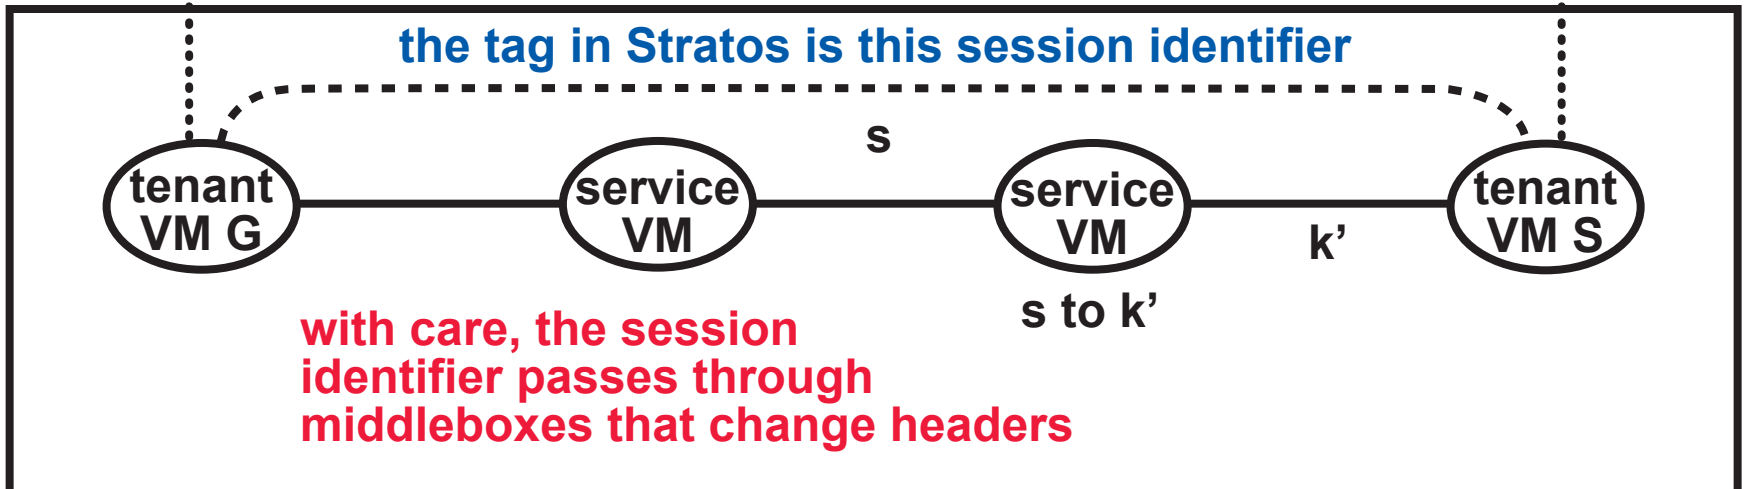 the tag in Stratos is this session identifier
s
tenant
VM G
service
VM
service
VM
tenant
VM S
k’
s to k’
with care, the session
identifier passes through
middleboxes that change headers